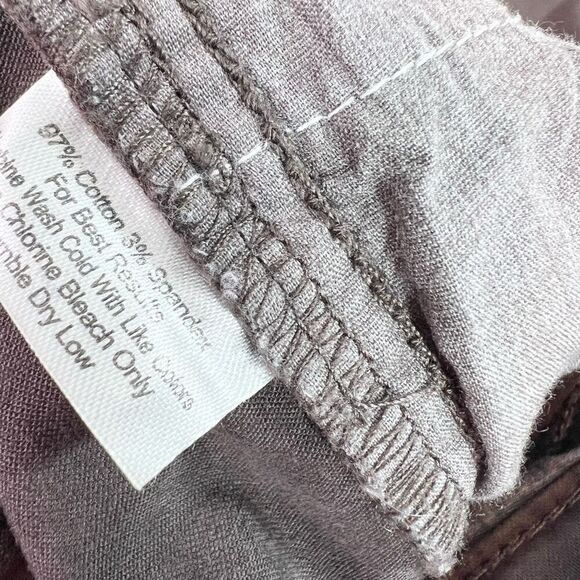 97% Cotton 3% Spandex
For Best Results
Wash Cold With Like Colors
Chlorine Bleach Only
Dry Low